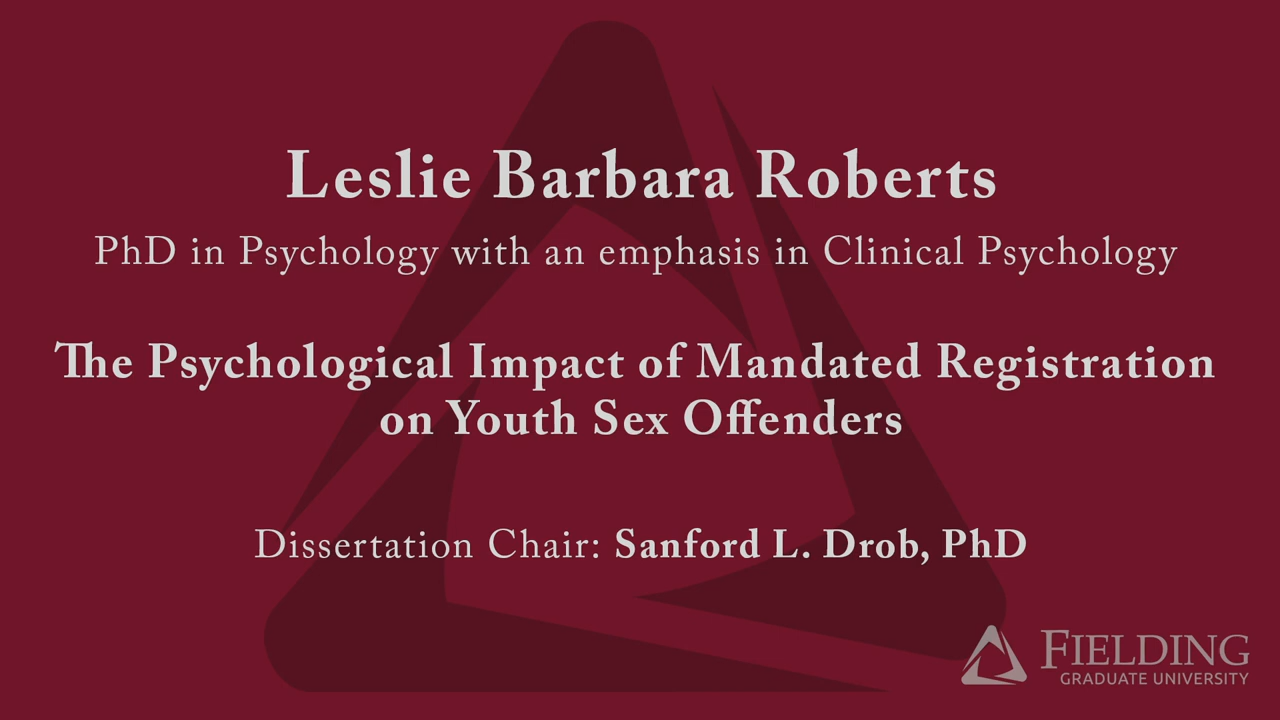 Leslie Barbara Roberts
PhD in Psychology with an emphasis in Clinical Psychology
The Psychological Impact of Mandated Registration
on Youth Sex Offenders
Dissertation Chair: Sanford L. Drob, PhD
FIELDING
GRADUATE UNIVERSITY